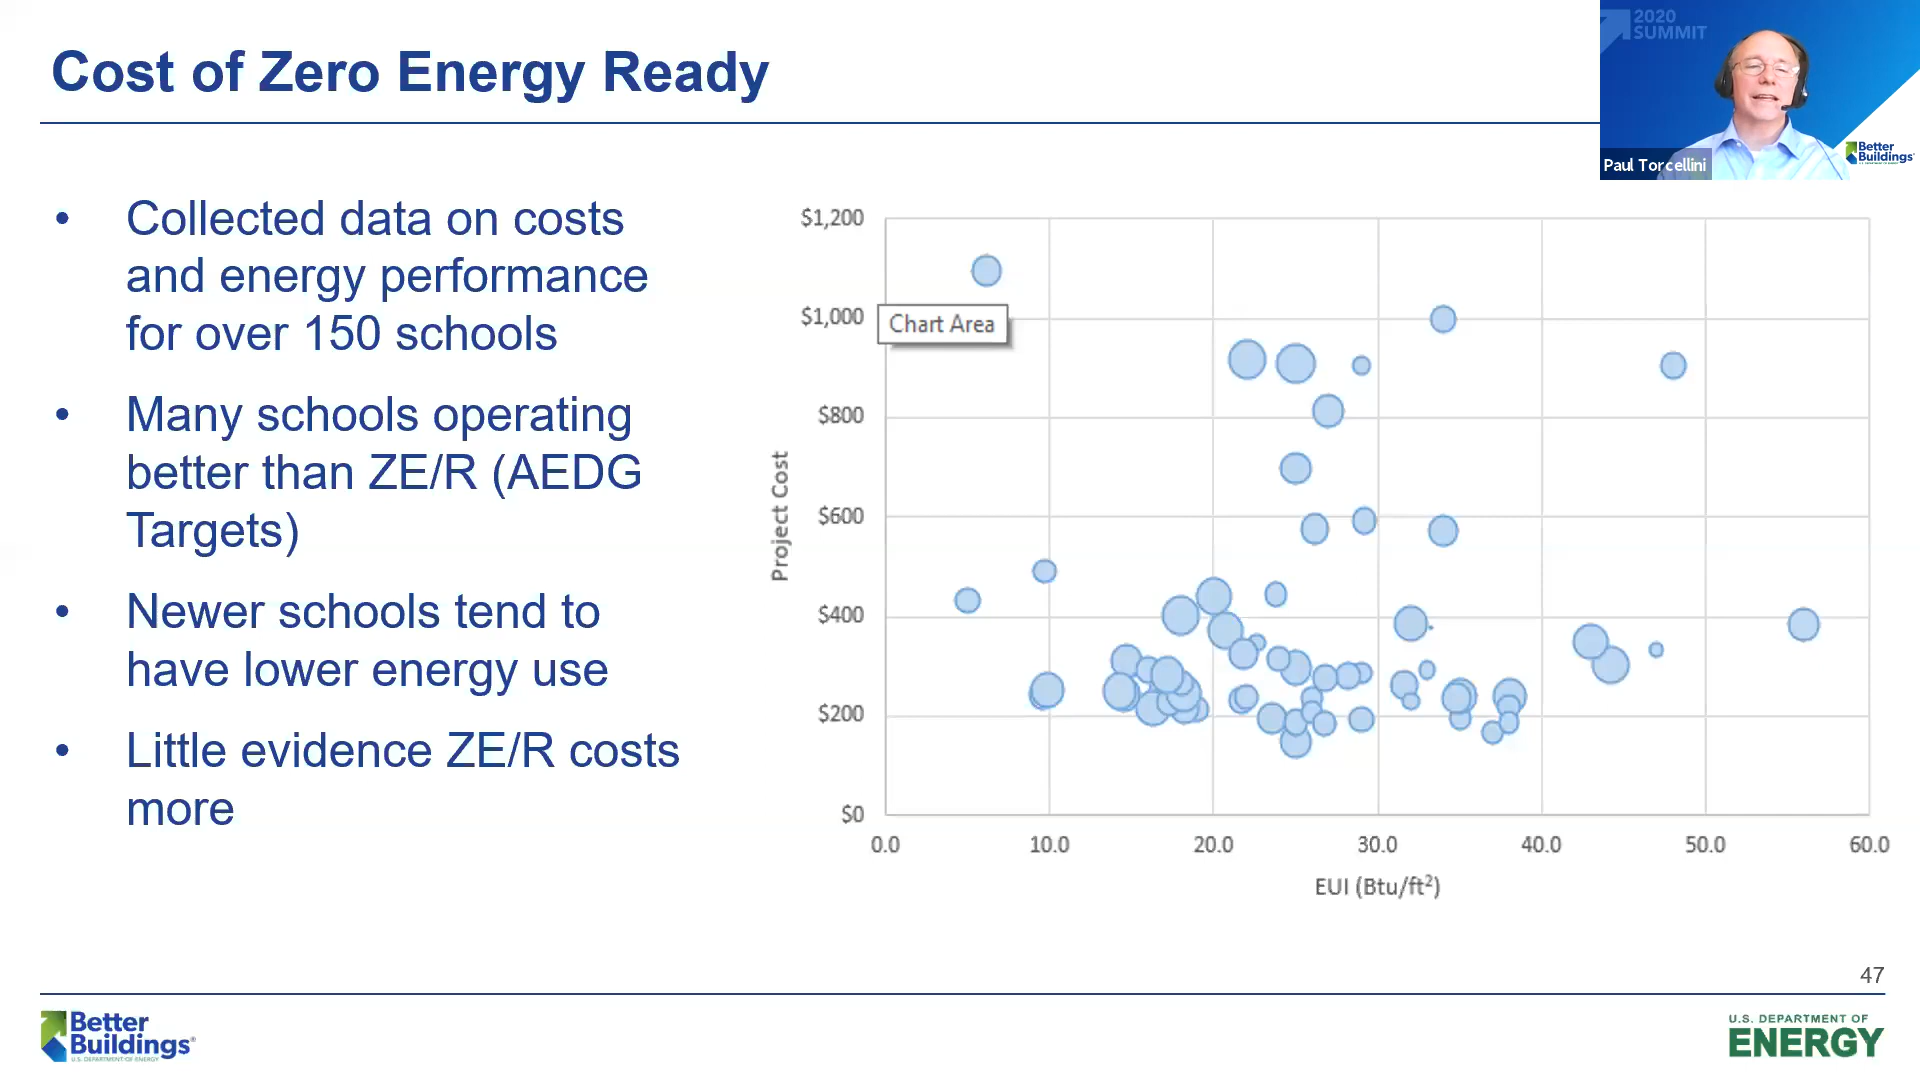 Cost of Zero Energy Ready
2020
SUMMIT
Paul Torcellini
Better
Buildings
• Collected data on costs
and energy performance
for over 150 schools
• Many schools operating
better than ZE/R (AEDG
Targets)
• Newer schools tend to
have lower energy use
• Little evidence ZE/R costs
more
Project Cost
$1,200
$1,000
$800
$600
$400
$200
$0
Chart Area
0.0 10.0 20.0 30.0 40.0 50.0 60.0
EUI (Btu/ft²)
47
Better
Buildings®
U.S. DEPARTMENT OF ENERGY
U.S. DEPARTMENT OF
ENERGY